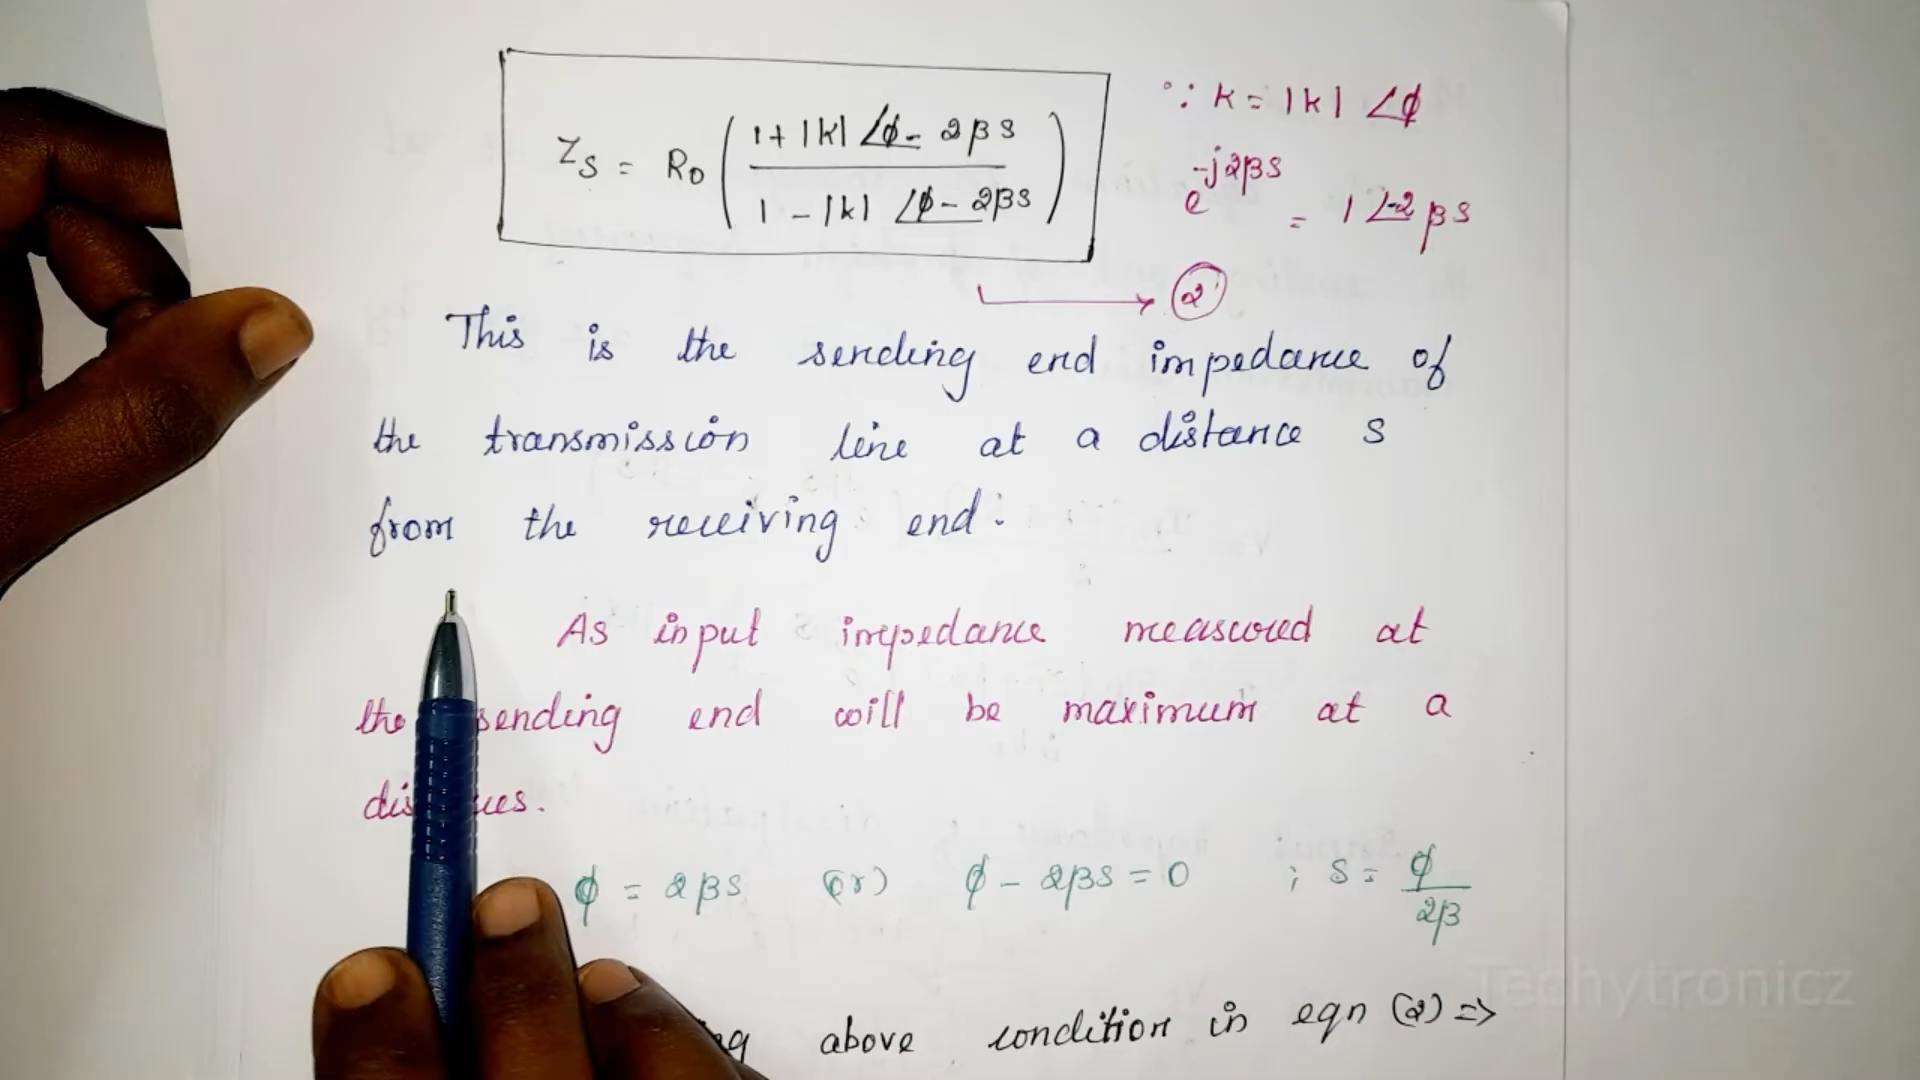 Zs = R0 ( 1 + |k| ∠φ - 2βs / 1 - |k| ∠φ - 2βs )
∵ k = |k| ∠φ
e^-j2βs = 1 ∠-2βs
②
This is the sending end impedance of
the transmission line at a distance s
from the receiving end.
As input impedance measured at
the sending end will be maximum at a
φ = 2βs (or) φ - 2βs = 0 ; s = φ/2β
above condition in eqn (2) =>
Techytronicz